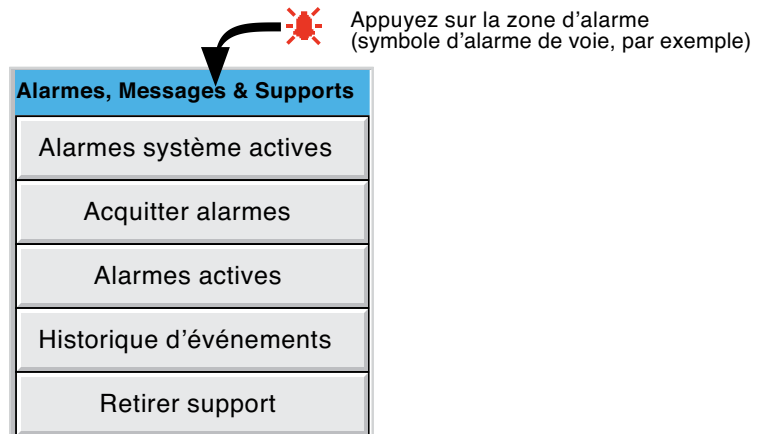 Appuyez sur la zone d’alarme
(symbole d’alarme de voie, par exemple)
Alarmes, Messages & Supports
Alarmes système actives
Acquitter alarmes
Alarmes actives
Historique d’événements
Retirer support